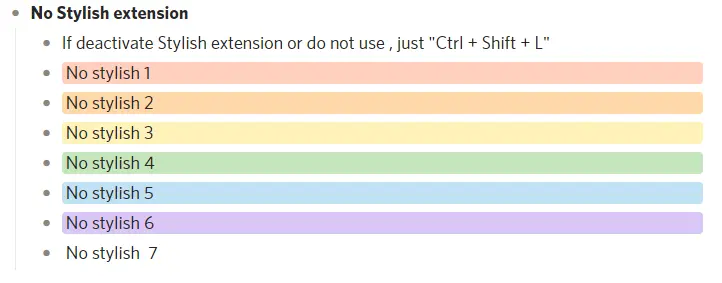 No Stylish extension
If deactivate Stylish extension or do not use , just "Ctrl + Shift + L"
No stylish 1
No stylish 2
No stylish 3
No stylish 4
No stylish 5
No stylish 6
No stylish  7